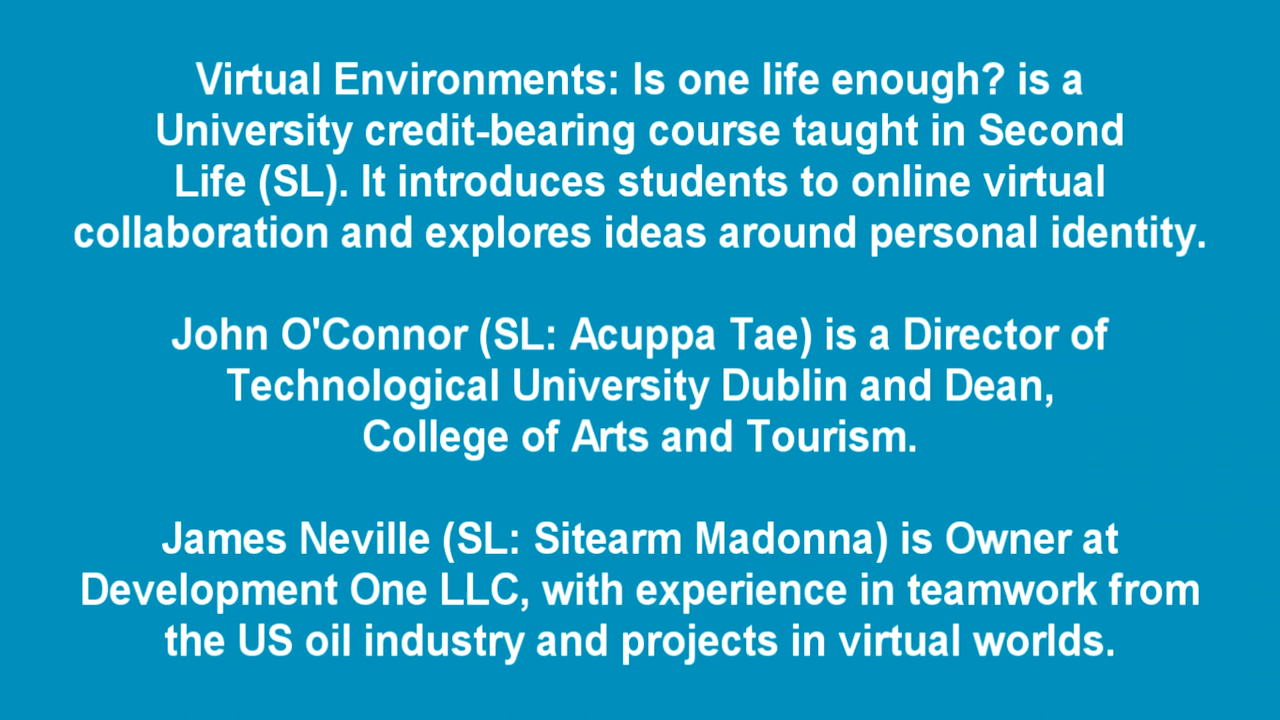 Virtual Environments: Is one life enough? is a
University credit-bearing course taught in Second
Life (SL). It introduces students to online virtual
collaboration and explores ideas around personal identity.
John O'Connor (SL: Acuppa Tae) is a Director of
Technological University Dublin and Dean,
College of Arts and Tourism.
James Neville (SL: Sitearm Madonna) is Owner at
Development One LLC, with experience in teamwork from
the US oil industry and projects in virtual worlds.